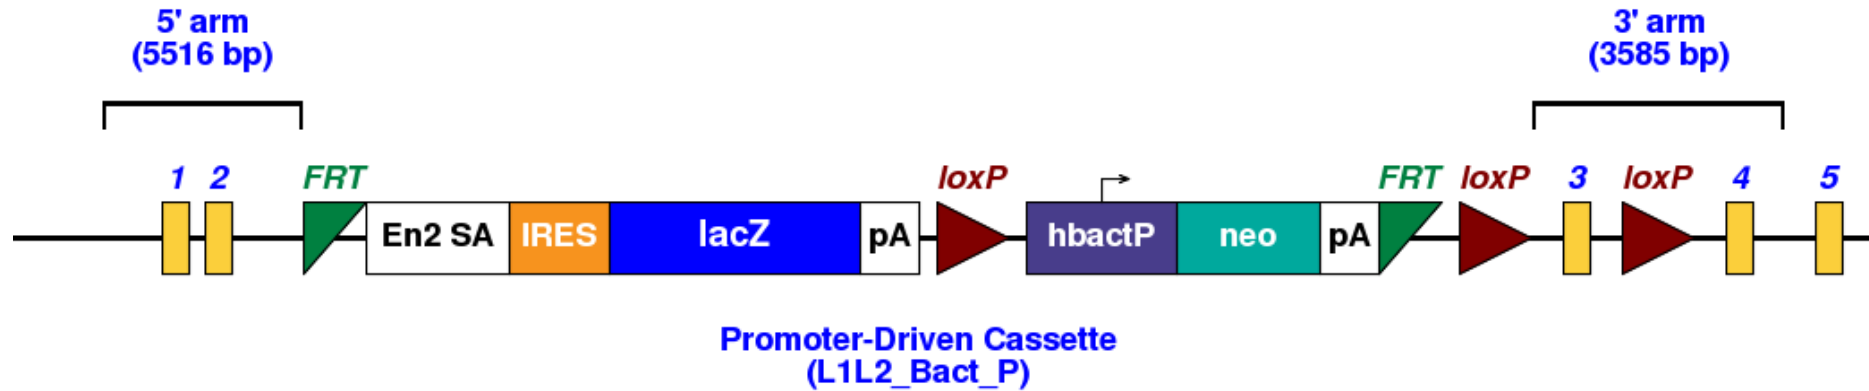 5' arm
(5516 bp)
3' arm
(3585 bp)
1 2 FRT loxP FRT loxP 3 loxP 4 5
En2 SA IRES lacZ pA hbactP neo pA
Promoter-Driven Cassette
(L1L2_Bact_P)